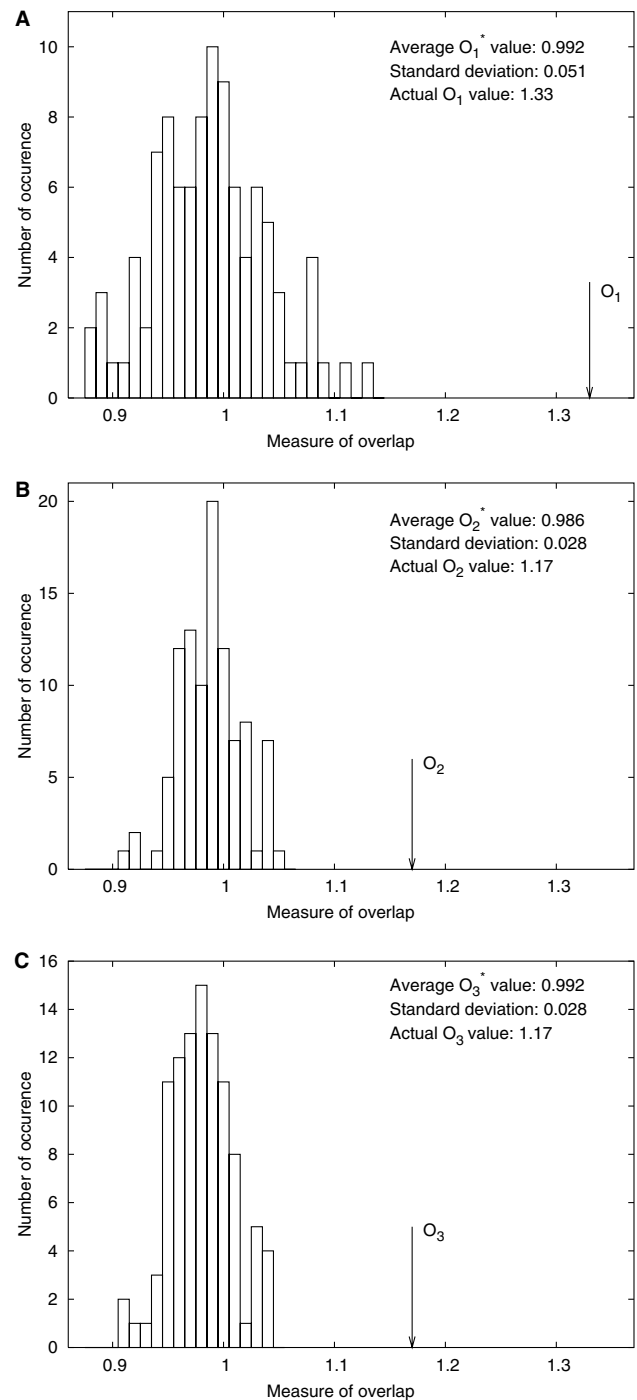 A
Average O1* value: 0.992
Standard deviation: 0.051
Actual O1 value: 1.33
Number of occurence
10
8
6
4
2
0
O1
0.9 1 1.1 1.2 1.3
Measure of overlap
B
Average O2* value: 0.986
Standard deviation: 0.028
Actual O2 value: 1.17
Number of occurence
20
15
10
5
0
O2
0.9 1 1.1 1.2 1.3
Measure of overlap
C
Average O3* value: 0.992
Standard deviation: 0.028
Actual O3 value: 1.17
Number of occurence
16
14
12
10
8
6
4
2
0
O3
0.9 1 1.1 1.2 1.3
Measure of overlap